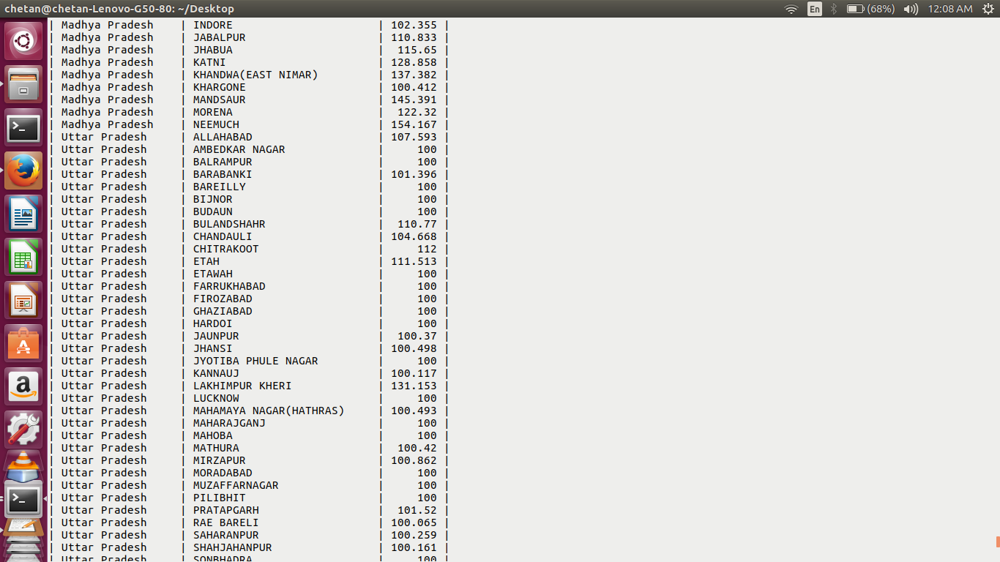 chetan@chetan-Lenovo-G50-80: ~/Desktop En (68%) 12:08 AM
| Madhya Pradesh | INDORE | 102.355 |
| Madhya Pradesh | JABALPUR | 110.833 |
| Madhya Pradesh | JHABUA | 115.65 |
| Madhya Pradesh | KATNI | 128.858 |
| Madhya Pradesh | KHANDWA(EAST NIMAR) | 137.382 |
| Madhya Pradesh | KHARGONE | 100.412 |
| Madhya Pradesh | MANDSAUR | 145.391 |
| Madhya Pradesh | MORENA | 122.32 |
| Madhya Pradesh | NEEMUCH | 154.167 |
| Uttar Pradesh | ALLAHABAD | 107.593 |
| Uttar Pradesh | AMBEDKAR NAGAR | 100 |
| Uttar Pradesh | BALRAMPUR | 100 |
| Uttar Pradesh | BARABANKI | 101.396 |
| Uttar Pradesh | BAREILLY | 100 |
| Uttar Pradesh | BIJNOR | 100 |
| Uttar Pradesh | BUDAUN | 100 |
| Uttar Pradesh | BULANDSHAHR | 110.77 |
| Uttar Pradesh | CHANDAULI | 104.668 |
| Uttar Pradesh | CHITRAKOOT | 112 |
| Uttar Pradesh | ETAH | 111.513 |
| Uttar Pradesh | ETAWAH | 100 |
| Uttar Pradesh | FARRUKHABAD | 100 |
| Uttar Pradesh | FIROZABAD | 100 |
| Uttar Pradesh | GHAZIABAD | 100 |
| Uttar Pradesh | HARDOI | 100 |
| Uttar Pradesh | JAUNPUR | 100.37 |
| Uttar Pradesh | JHANSI | 100.498 |
| Uttar Pradesh | JYOTIBA PHULE NAGAR | 100 |
| Uttar Pradesh | KANNAUJ | 100.117 |
| Uttar Pradesh | LAKHIMPUR KHERI | 131.153 |
| Uttar Pradesh | LUCKNOW | 100 |
| Uttar Pradesh | MAHAMAYA NAGAR(HATHRAS) | 100.493 |
| Uttar Pradesh | MAHARAJGANJ | 100 |
| Uttar Pradesh | MAHOBA | 100 |
| Uttar Pradesh | MATHURA | 100.42 |
| Uttar Pradesh | MIRZAPUR | 100.862 |
| Uttar Pradesh | MORADABAD | 100 |
| Uttar Pradesh | MUZAFFARNAGAR | 100 |
| Uttar Pradesh | PILIBHIT | 100 |
| Uttar Pradesh | PRATAPGARH | 101.52 |
| Uttar Pradesh | RAE BARELI | 100.065 |
| Uttar Pradesh | SAHARANPUR | 100.259 |
| Uttar Pradesh | SHAHJAHANPUR | 100.161 |
| Uttar Pradesh | SONBHADRA | 100 |